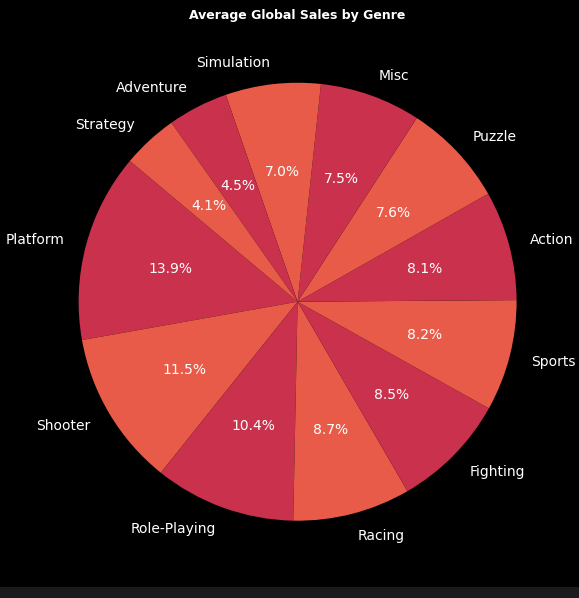 Average Global Sales by Genre
Simulation
Misc
Adventure
Strategy
Puzzle
7.0%
7.5%
4.5%
4.1%
7.6%
Platform
Action
13.9%
8.1%
8.2%
Sports
11.5%
8.5%
Shooter
10.4%
8.7%
Fighting
Role-Playing
Racing